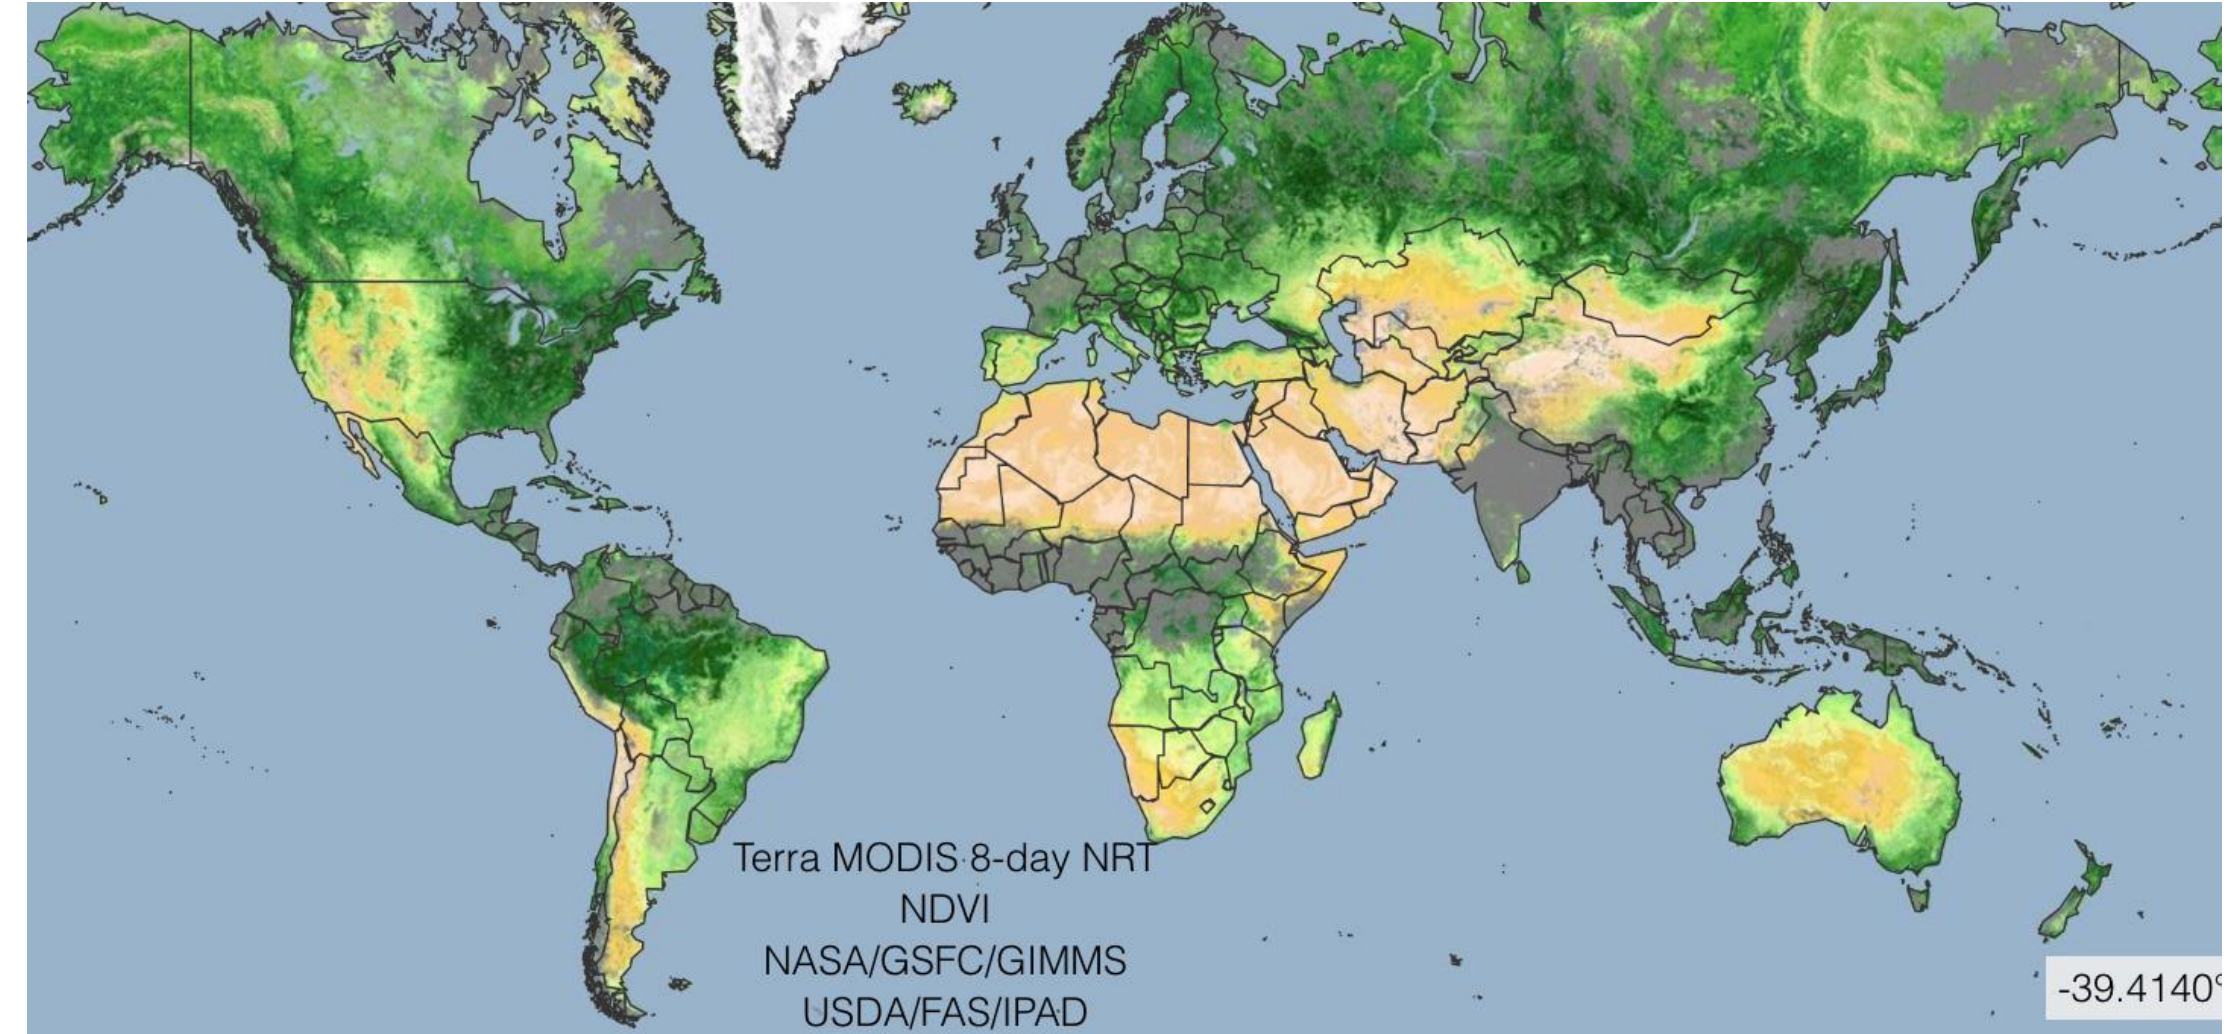 Terra MODIS 8-day NRT
NDVI
NASA/GSFC/GIMMS
USDA/FAS/IPAD
-39.4140°